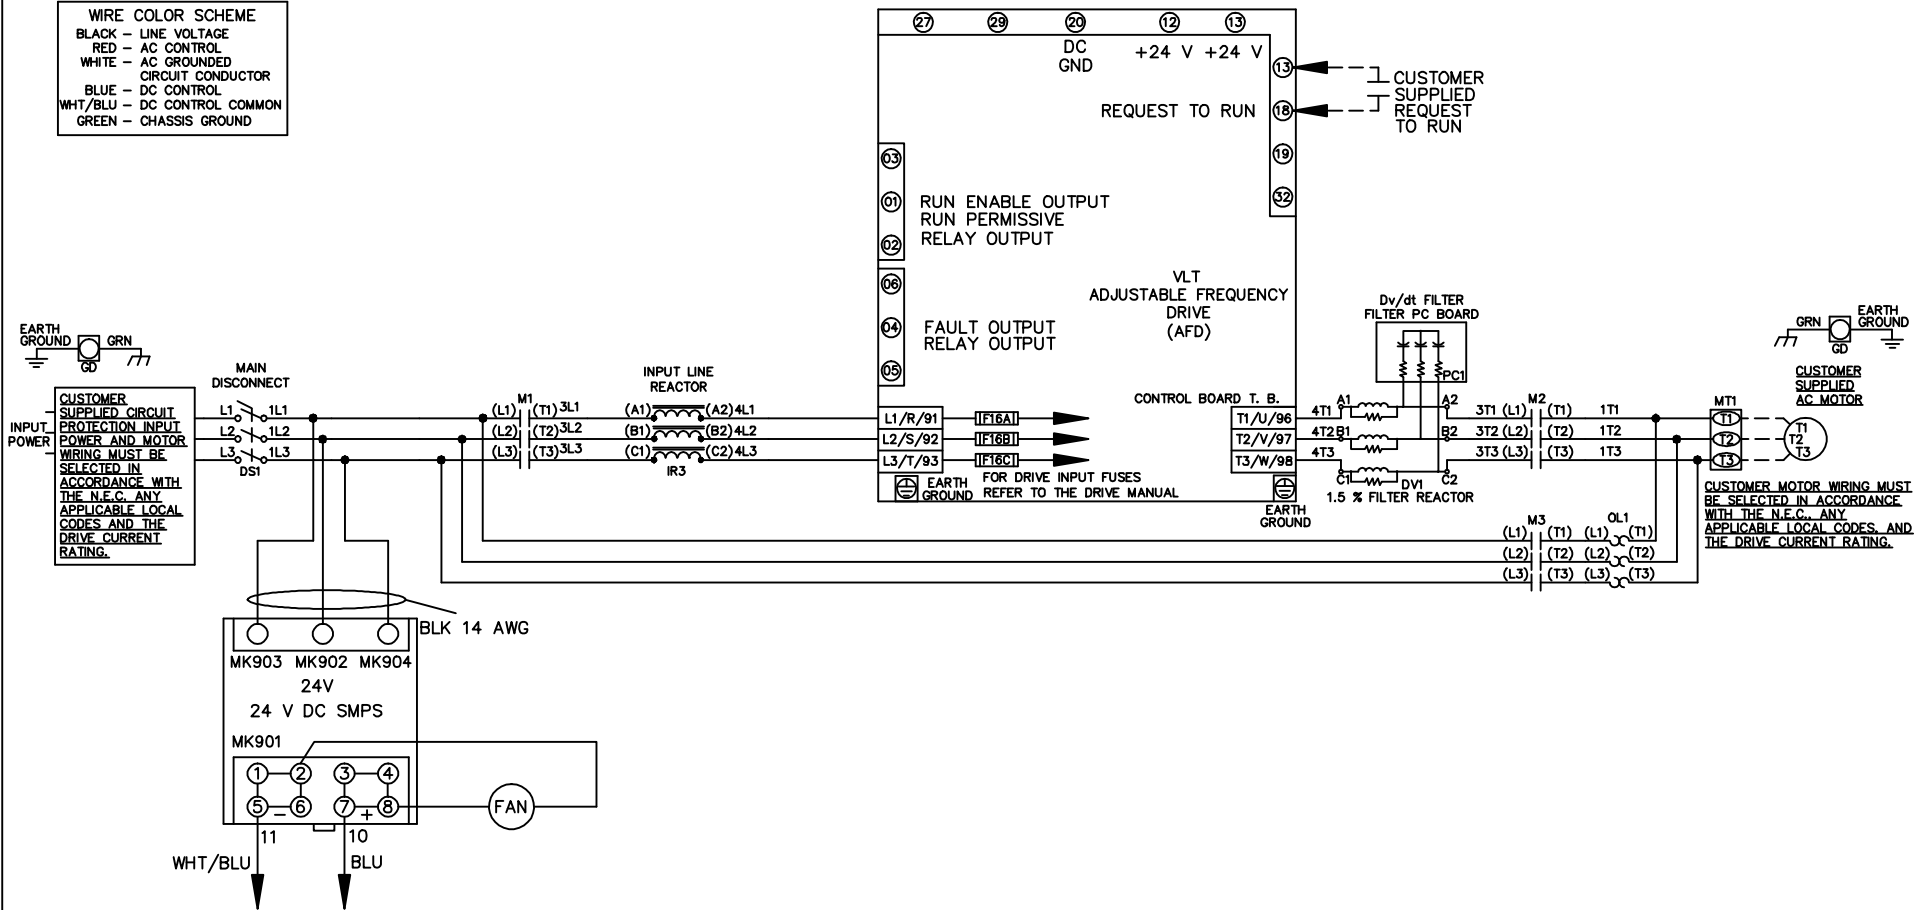 WIRE COLOR SCHEME
BLACK - LINE VOLTAGE
RED - AC CONTROL
WHITE - AC GROUNDED
CIRCUIT CONDUCTOR
BLUE - DC CONTROL
WHT/BLU - DC CONTROL COMMON
GREEN - CHASSIS GROUND
27 29 20 12 13
DC
GND
+24 V +24 V
13
18
19
32
REQUEST TO RUN
CUSTOMER
SUPPLIED
REQUEST
TO RUN
03
01
02
RUN ENABLE OUTPUT
RUN PERMISSIVE
RELAY OUTPUT
06
04
05
FAULT OUTPUT
RELAY OUTPUT
VLT
ADJUSTABLE FREQUENCY
DRIVE
(AFD)
CONTROL BOARD T. B.
EARTH
GROUND
GRN
GD
INPUT
POWER
CUSTOMER
SUPPLIED CIRCUIT
PROTECTION INPUT
POWER AND MOTOR
WIRING MUST BE
SELECTED IN
ACCORDANCE WITH
THE N.E.C. ANY
APPLICABLE LOCAL
CODES AND THE
DRIVE CURRENT
RATING.
MAIN
DISCONNECT
L1 1L1
L2 1L2
L3 1L3
DS1
M1
(L1) (T1) 3L1
(L2) (T2) 3L2
(L3) (T3) 3L3
INPUT LINE
REACTOR
(A1) (A2) 4L1
(B1) (B2) 4L2
(C1) (C2) 4L3
IR3
L1/R/91 IF16A
L2/S/92 IF16B
L3/T/93 IF16C
EARTH
GROUND
FOR DRIVE INPUT FUSES
REFER TO THE DRIVE MANUAL
T1/U/96
T2/V/97
T3/W/98
EARTH
GROUND
Dv/dt FILTER
FILTER PC BOARD
PC1
4T1 A1 A2
4T2 B1 B2
4T3 C1 C2
DV1
1.5 % FILTER REACTOR
M2
3T1 (L1) (T1) 1T1
3T2 (L2) (T2) 1T2
3T3 (L3) (T3) 1T3
MT1
T1
T2
T3
T1
T2
T3
GRN
EARTH
GROUND
GD
CUSTOMER
SUPPLIED
AC MOTOR
CUSTOMER MOTOR WIRING MUST
BE SELECTED IN ACCORDANCE
WITH THE N.E.C., ANY
APPLICABLE LOCAL CODES, AND
THE DRIVE CURRENT RATING.
M3 OL1
(L1) (T1) (L1) (T1)
(L2) (T2) (L2) (T2)
(L3) (T3) (L3) (T3)
BLK 14 AWG
MK903 MK902 MK904
24V
24 V DC SMPS
MK901
1 2 3 4
5 - 6 7 + 8
FAN
11 10
WHT/BLU BLU